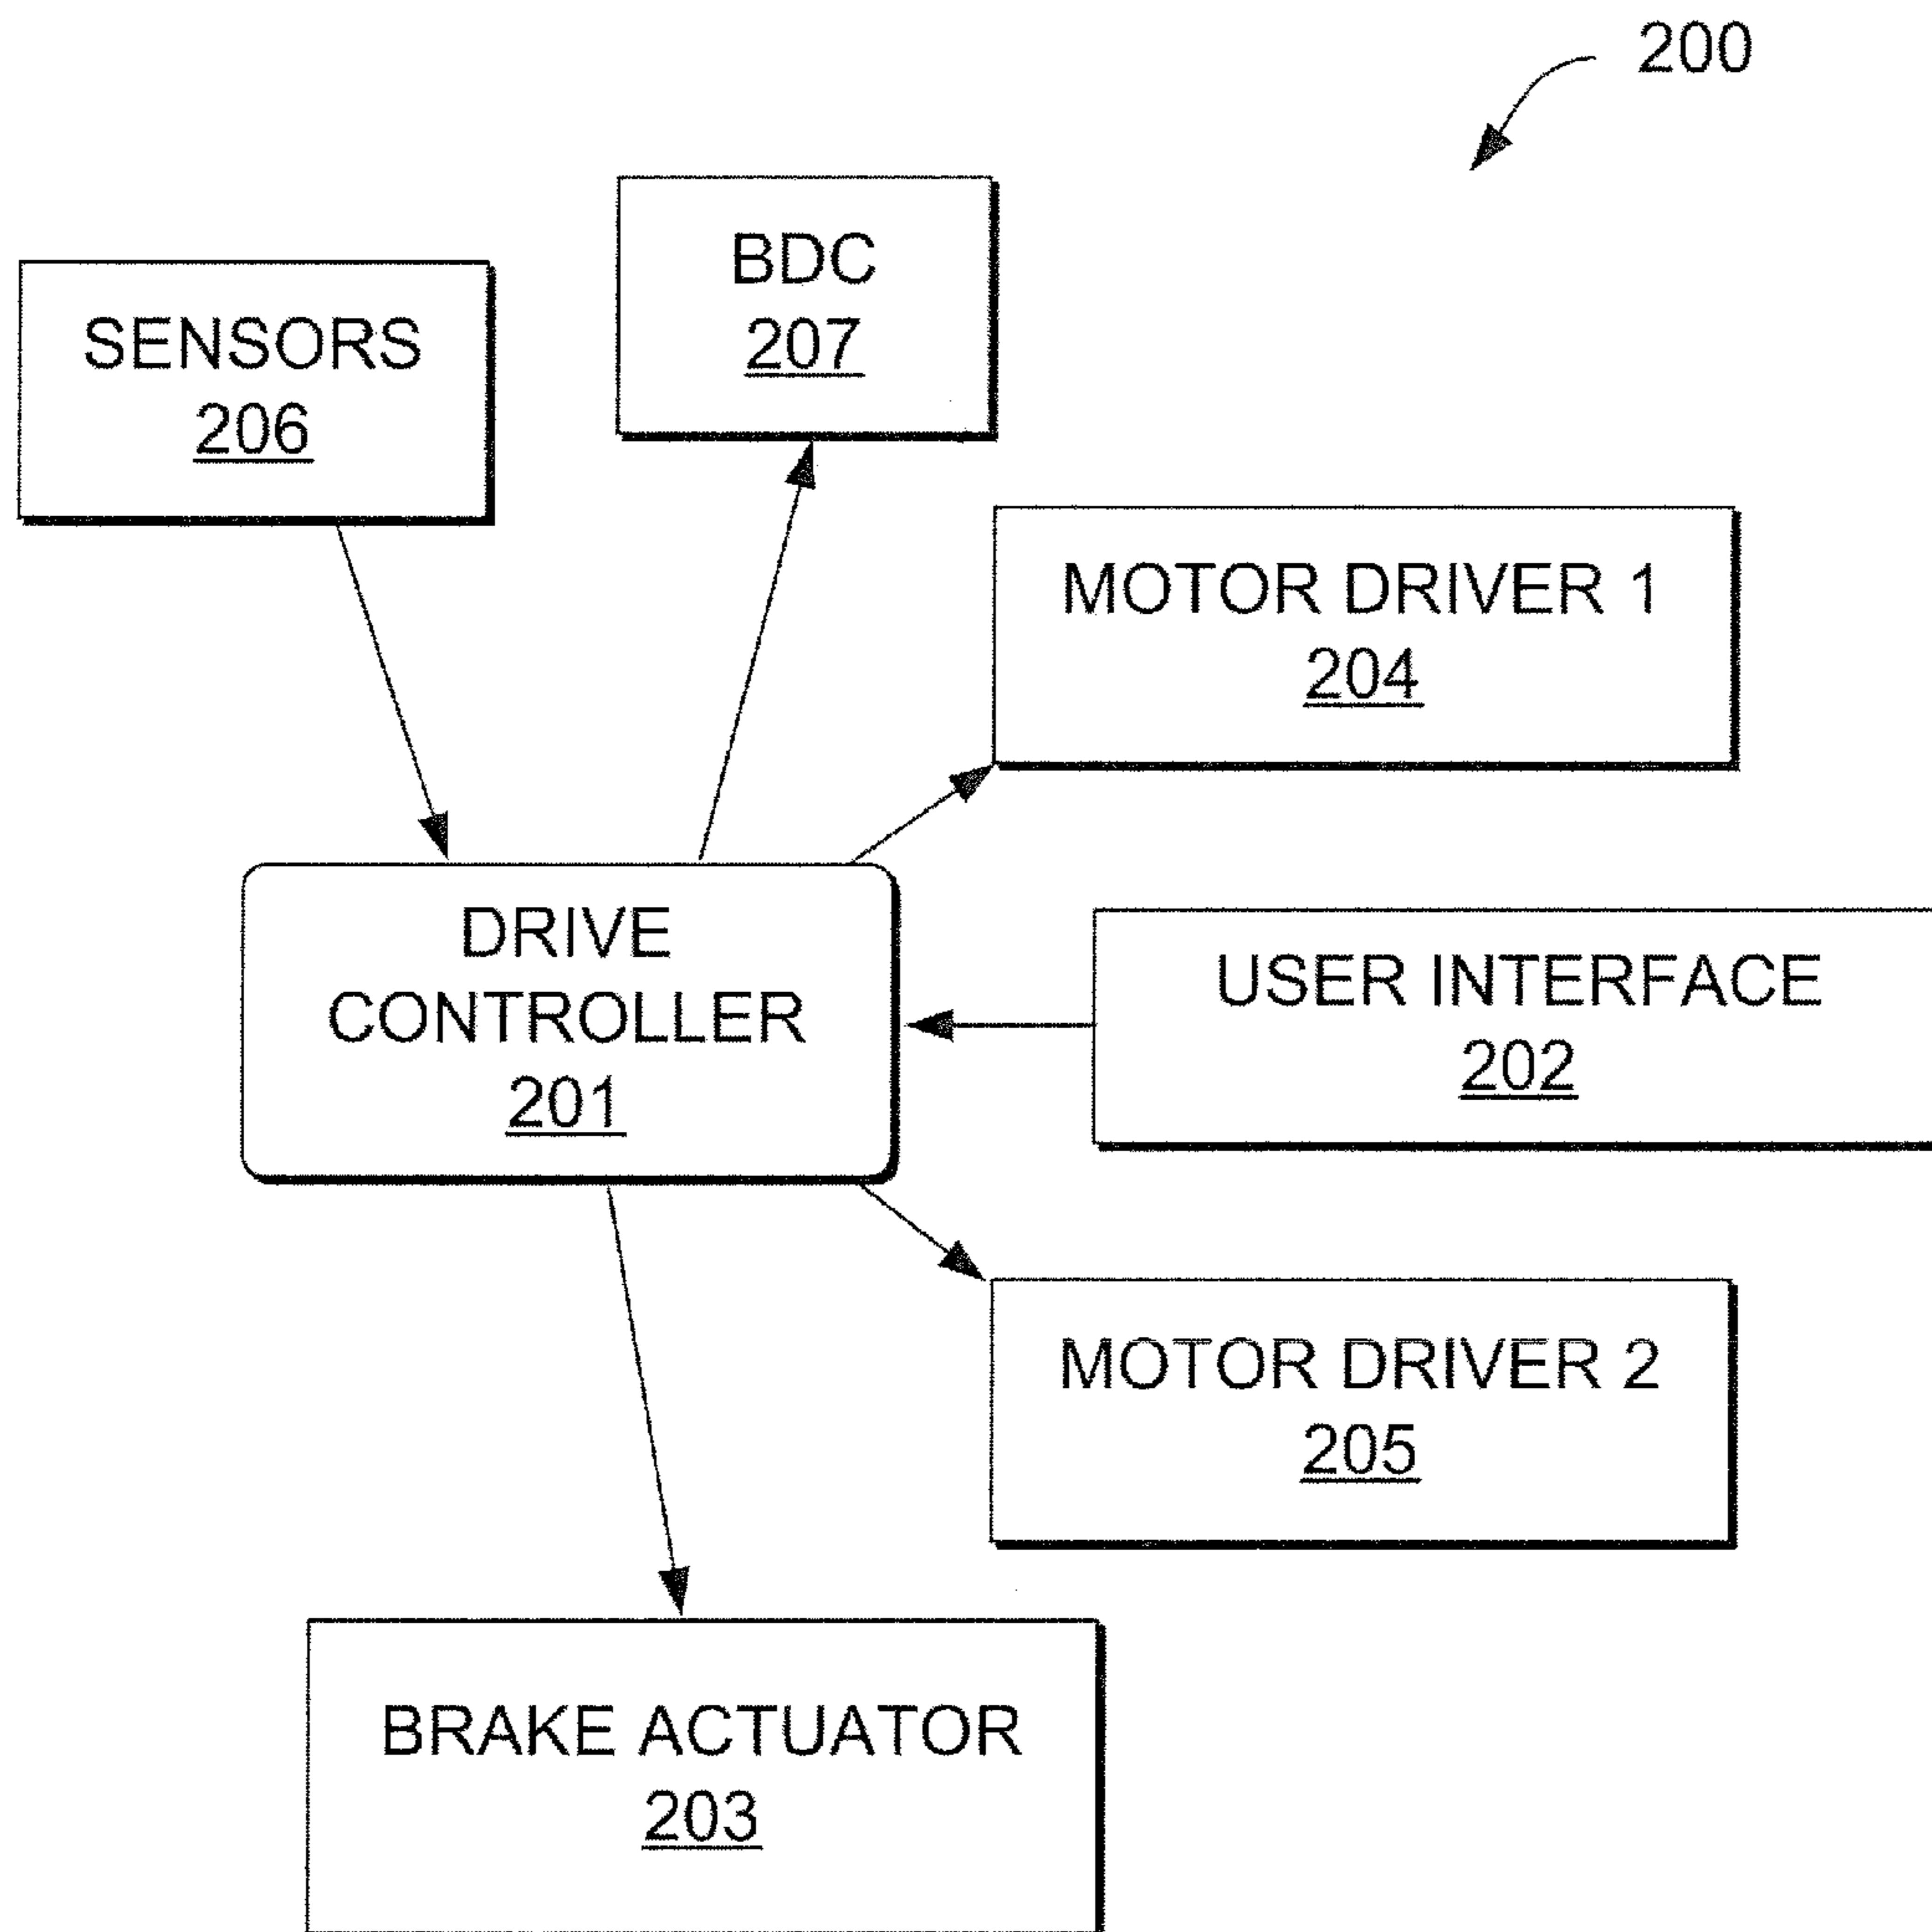 200
BDC
207
SENSORS
206
MOTOR DRIVER 1
204
DRIVE
CONTROLLER
201
USER INTERFACE
202
MOTOR DRIVER 2
205
BRAKE ACTUATOR
203